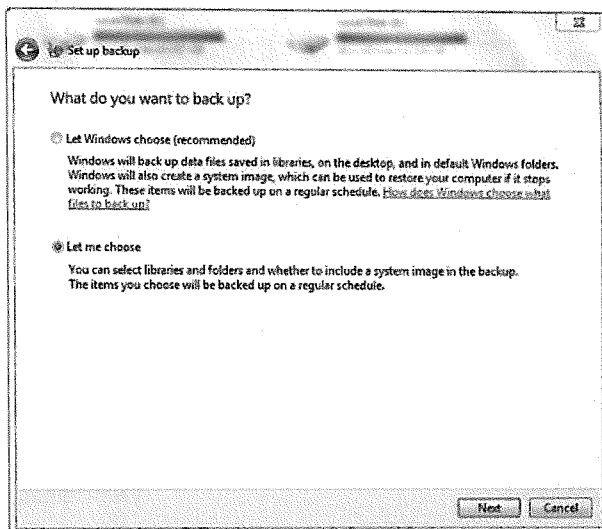 Set up backup
What do you want to back up?
Let Windows choose (recommended)
Windows will back up data files saved in libraries, on the desktop, and in default Windows folders.
Windows will also create a system image, which can be used to restore your computer if it stops
working. These items will be backed up on a regular schedule. How does Windows choose what
files to back up?
Let me choose
You can select libraries and folders and whether to include a system image in the backup.
The items you choose will be backed up on a regular schedule.
Next Cancel